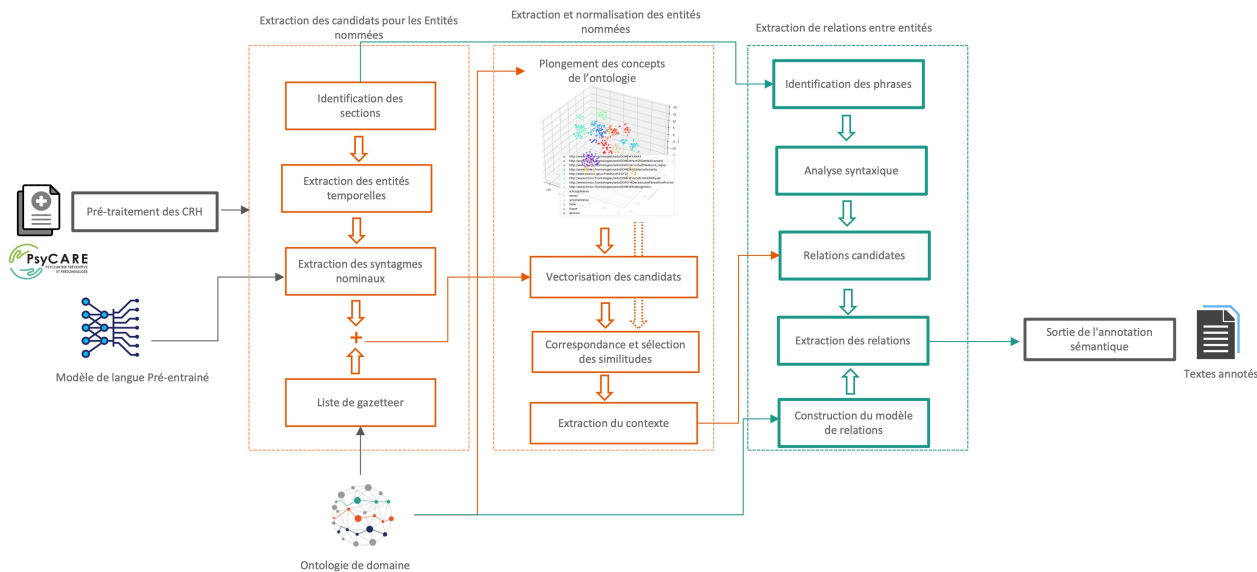 Extraction des candidats pour les Entités
nommées
Extraction et normalisation des entités
nommées
Extraction de relations entre entités
Identification des
sections
Extraction des entités
temporelles
Pré-traitement des CRH
PsyCARE
PSYCHIATRIE PRÉVENTIVE
ET PERSONNALISÉE
Extraction des syntagmes
nominaux
+
Modèle de langue Pré-entrainé
Liste de gazetteer
Ontologie de domaine
Plongement des concepts
de l'ontologie
Vectorisation des candidats
Correspondance et sélection
des similitudes
Extraction du contexte
Identification des phrases
Analyse syntaxique
Relations candidates
Extraction des relations
Construction du modèle
de relations
Sortie de l'annotation
sémantique
Textes annotés